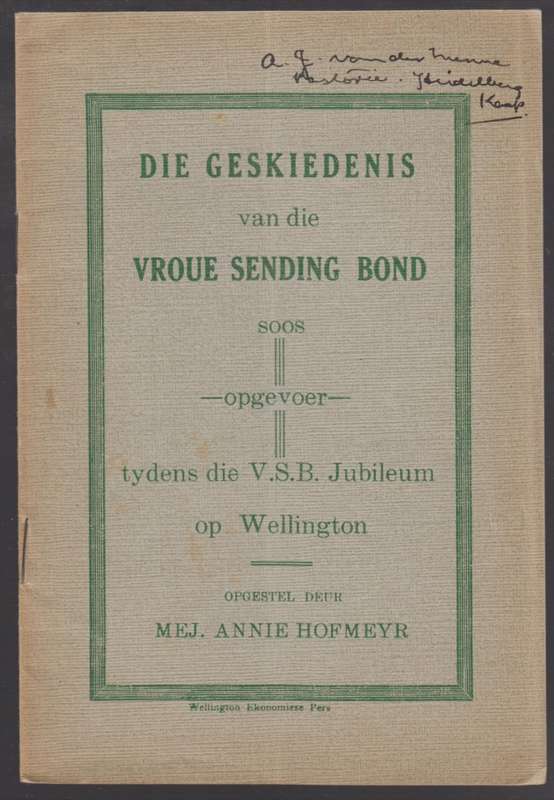 A. J. van der Merwe
Pastorie. Heidelberg
Kaap.
DIE GESKIEDENIS
van die
VROUE SENDING BOND
soos
—opgevoer—
tydens die V.S.B. Jubileum
op Wellington
OPGESTEL DEUR
MEJ. ANNIE HOFMEYR
Wellington Ekonomiese Pers